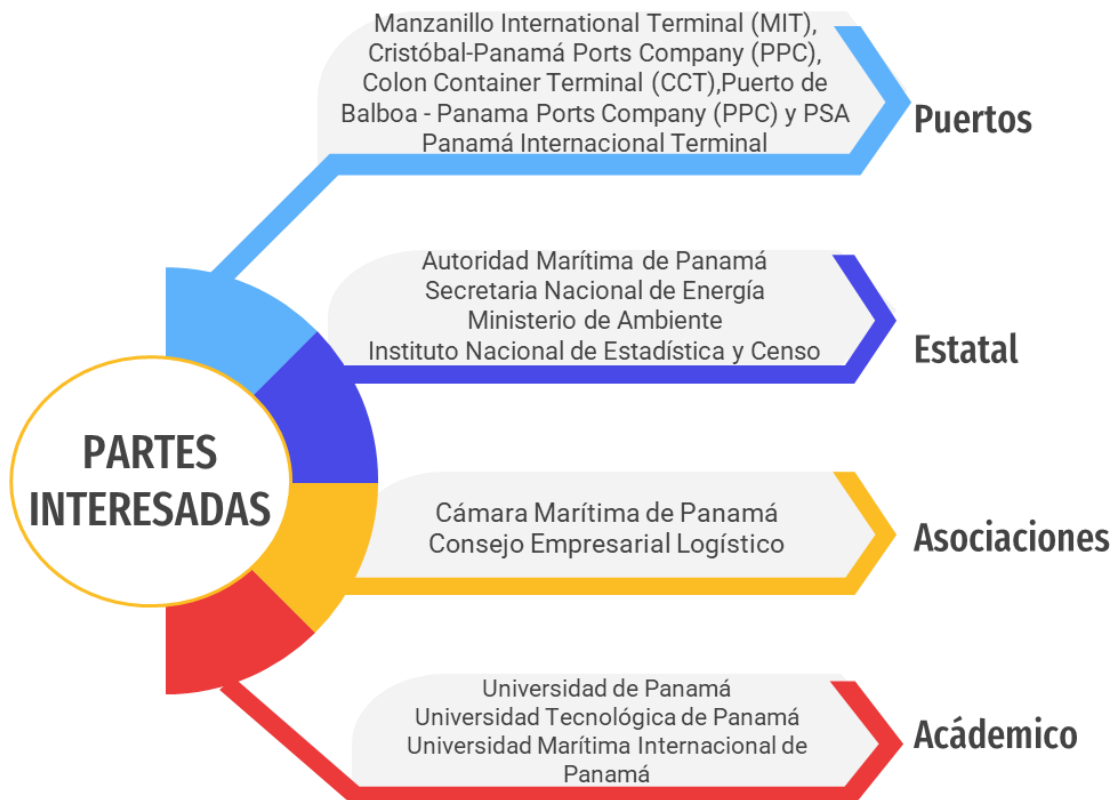 Manzanillo International Terminal (MIT),
Cristóbal-Panamá Ports Company (PPC),
Colon Container Terminal (CCT),Puerto de
Balboa - Panama Ports Company (PPC) y PSA
Panamá Internacional Terminal
Puertos
Autoridad Marítima de Panamá
Secretaria Nacional de Energía
Ministerio de Ambiente
Instituto Nacional de Estadística y Censo
Estatal
PARTES
INTERESADAS
Cámara Marítima de Panamá
Consejo Empresarial Logístico
Asociaciones
Universidad de Panamá
Universidad Tecnológica de Panamá
Universidad Marítima Internacional de
Panamá
Acádemico